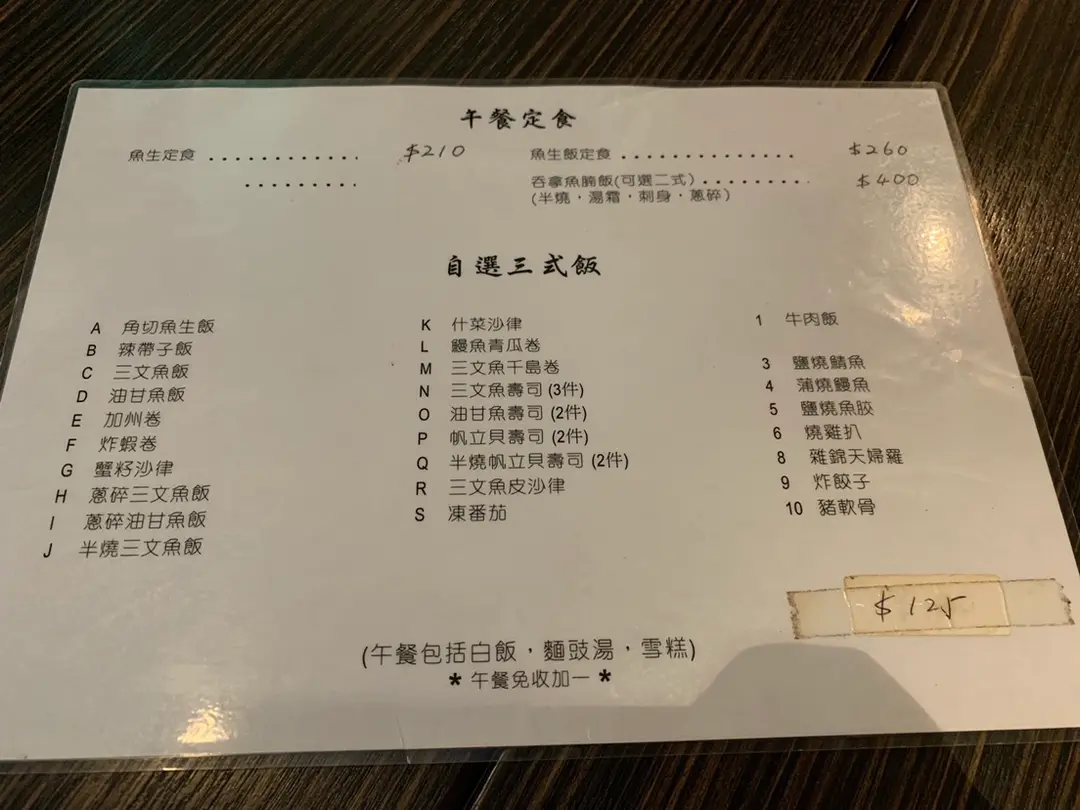 午餐定食
魚生定食 ............. $210
.............
魚生飯定食 ............... $260
吞拿魚腩飯(可選二式) ......... $400
(半燒，湯霜，刺身，蔥碎)
自選三式飯
A 角切魚生飯
B 辣帶子飯
C 三文魚飯
D 油甘魚飯
E 加州卷
F 炸蝦卷
G 蟹籽沙律
H 蔥碎三文魚飯
I 蔥碎油甘魚飯
J 半燒三文魚飯
K 什菜沙律
L 鰻魚青瓜卷
M 三文魚千島卷
N 三文魚壽司 (3件)
O 油甘魚壽司 (2件)
P 帆立貝壽司 (2件)
Q 半燒帆立貝壽司 (2件)
R 三文魚皮沙律
S 凍番茄
1 牛肉飯
3 鹽燒鯖魚
4 蒲燒鰻魚
5 鹽燒魚胶
6 燒雞扒
8 雜錦天婦羅
9 炸餃子
10 豬軟骨
$125
(午餐包括白飯，麵豉湯，雪糕)
* 午餐免收加一 *